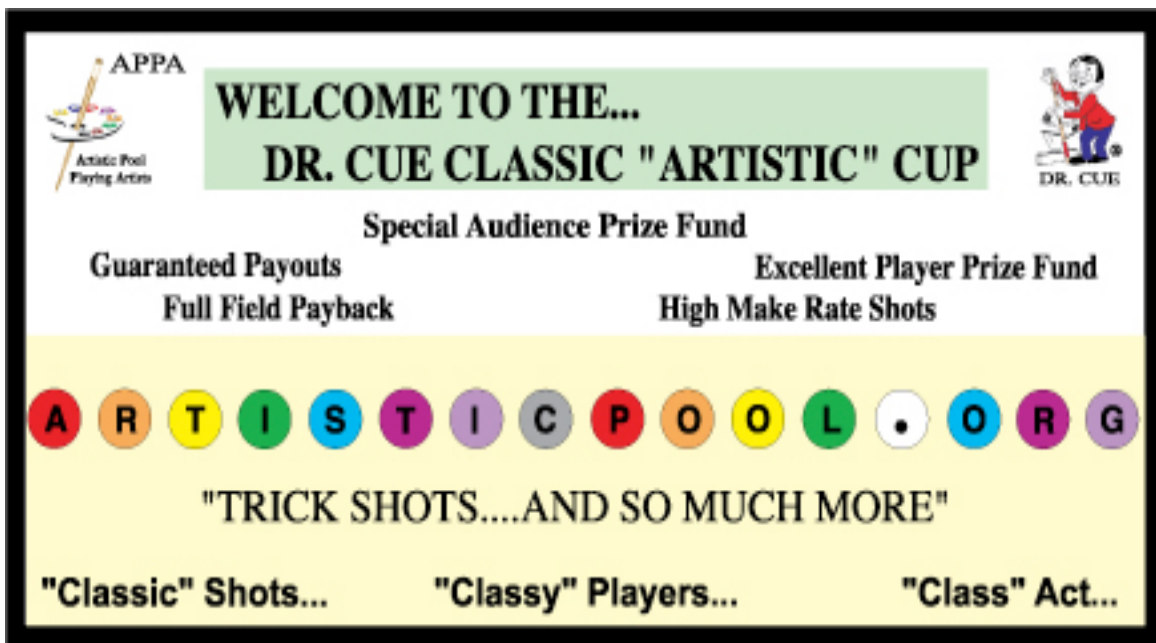 APPA
Artistic Pool
Playing Artists
WELCOME TO THE...
DR. CUE CLASSIC "ARTISTIC" CUP
DR. CUE
Special Audience Prize Fund
Guaranteed Payouts
Excellent Player Prize Fund
Full Field Payback
High Make Rate Shots
ARTISTICPOOL.ORG
"TRICK SHOTS....AND SO MUCH MORE"
"Classic" Shots... "Classy" Players... "Class" Act...